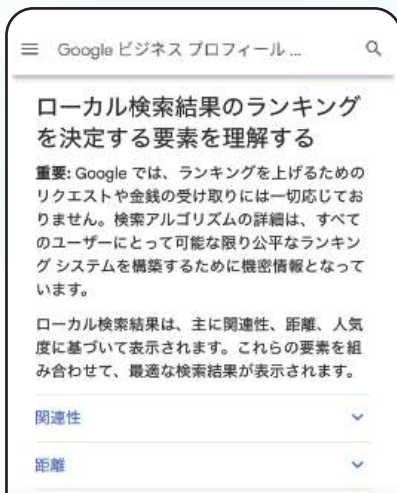 Google ビジネス プロフィール ...
ローカル検索結果のランキング
を決定する要素を理解する
重要: Google では、ランキングを上げるための
リクエストや金銭の受け取りには一切応じてお
りません。検索アルゴリズムの詳細は、すべて
のユーザーにとって可能な限り公平なランキン
グ システムを構築するために機密情報となって
います。
ローカル検索結果は、主に関連性、距離、人気
度に基づいて表示されます。これらの要素を組
み合わせて、最適な検索結果が表示されます。
関連性
距離